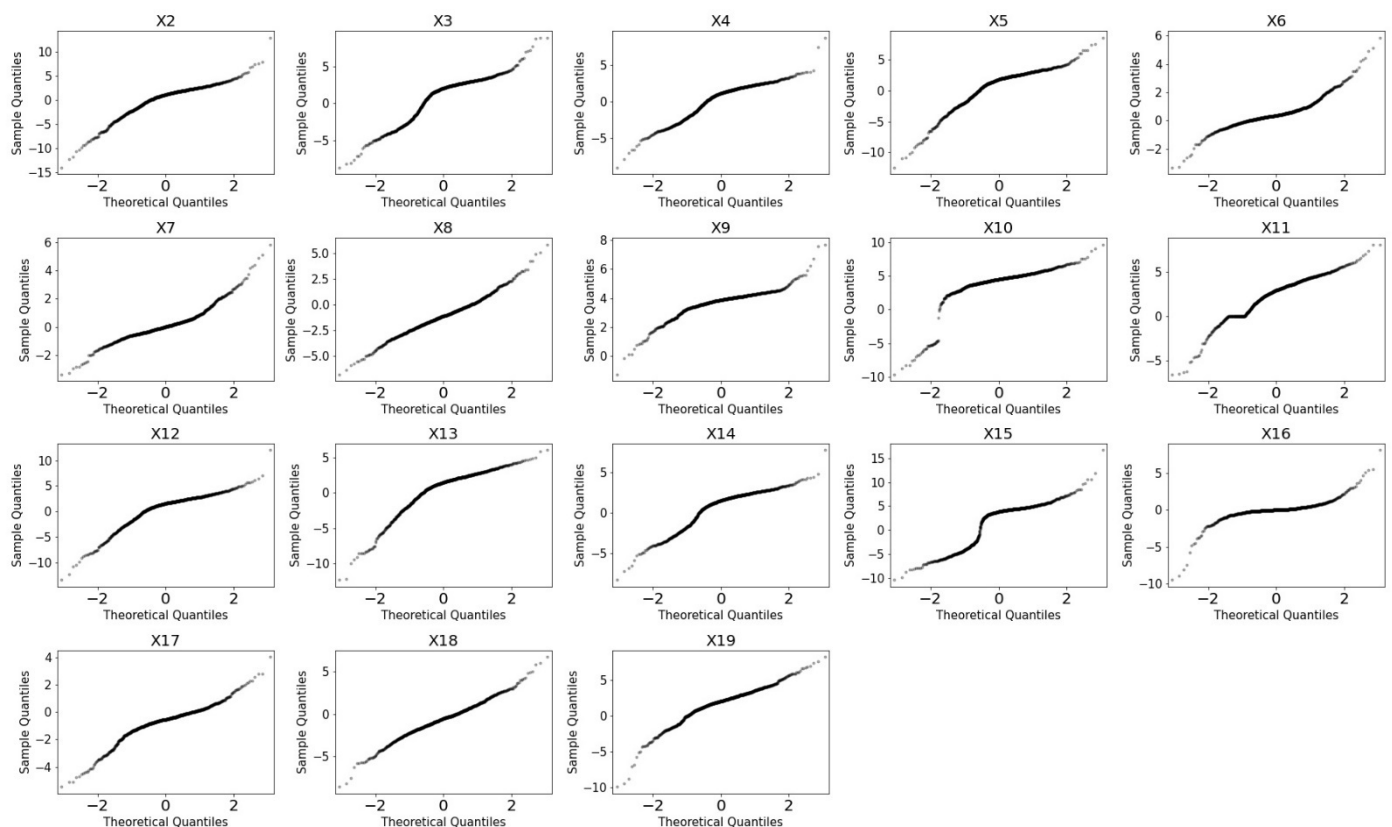 X2 X3 X4 X5 X6
Sample Quantiles 10 5 0 −5 −10 −15
−2 0 2
Theoretical Quantiles
Sample Quantiles 5 0 −5
−2 0 2
Theoretical Quantiles
Sample Quantiles 5 0 −5
−2 0 2
Theoretical Quantiles
Sample Quantiles 5 0 −5 −10
−2 0 2
Theoretical Quantiles
Sample Quantiles 6 4 2 0 −2
−2 0 2
Theoretical Quantiles
X7 X8 X9 X10 X11
Sample Quantiles 6 4 2 0 −2
−2 0 2
Theoretical Quantiles
Sample Quantiles 5.0 2.5 0.0 −2.5 −5.0
−2 0 2
Theoretical Quantiles
Sample Quantiles 8 6 4 2 0
−2 0 2
Theoretical Quantiles
Sample Quantiles 10 5 0 −5 −10
−2 0 2
Theoretical Quantiles
Sample Quantiles 5 0 −5
−2 0 2
Theoretical Quantiles
X12 X13 X14 X15 X16
Sample Quantiles 10 5 0 −5 −10
−2 0 2
Theoretical Quantiles
Sample Quantiles 5 0 −5 −10
−2 0 2
Theoretical Quantiles
Sample Quantiles 5 0 −5
−2 0 2
Theoretical Quantiles
Sample Quantiles 15 10 5 0 −5 −10
−2 0 2
Theoretical Quantiles
Sample Quantiles 5 0 −5 −10
−2 0 2
Theoretical Quantiles
X17 X18 X19
Sample Quantiles 4 2 0 −2 −4
−2 0 2
Theoretical Quantiles
Sample Quantiles 5 0 −5
−2 0 2
Theoretical Quantiles
Sample Quantiles 5 0 −5 −10
−2 0 2
Theoretical Quantiles